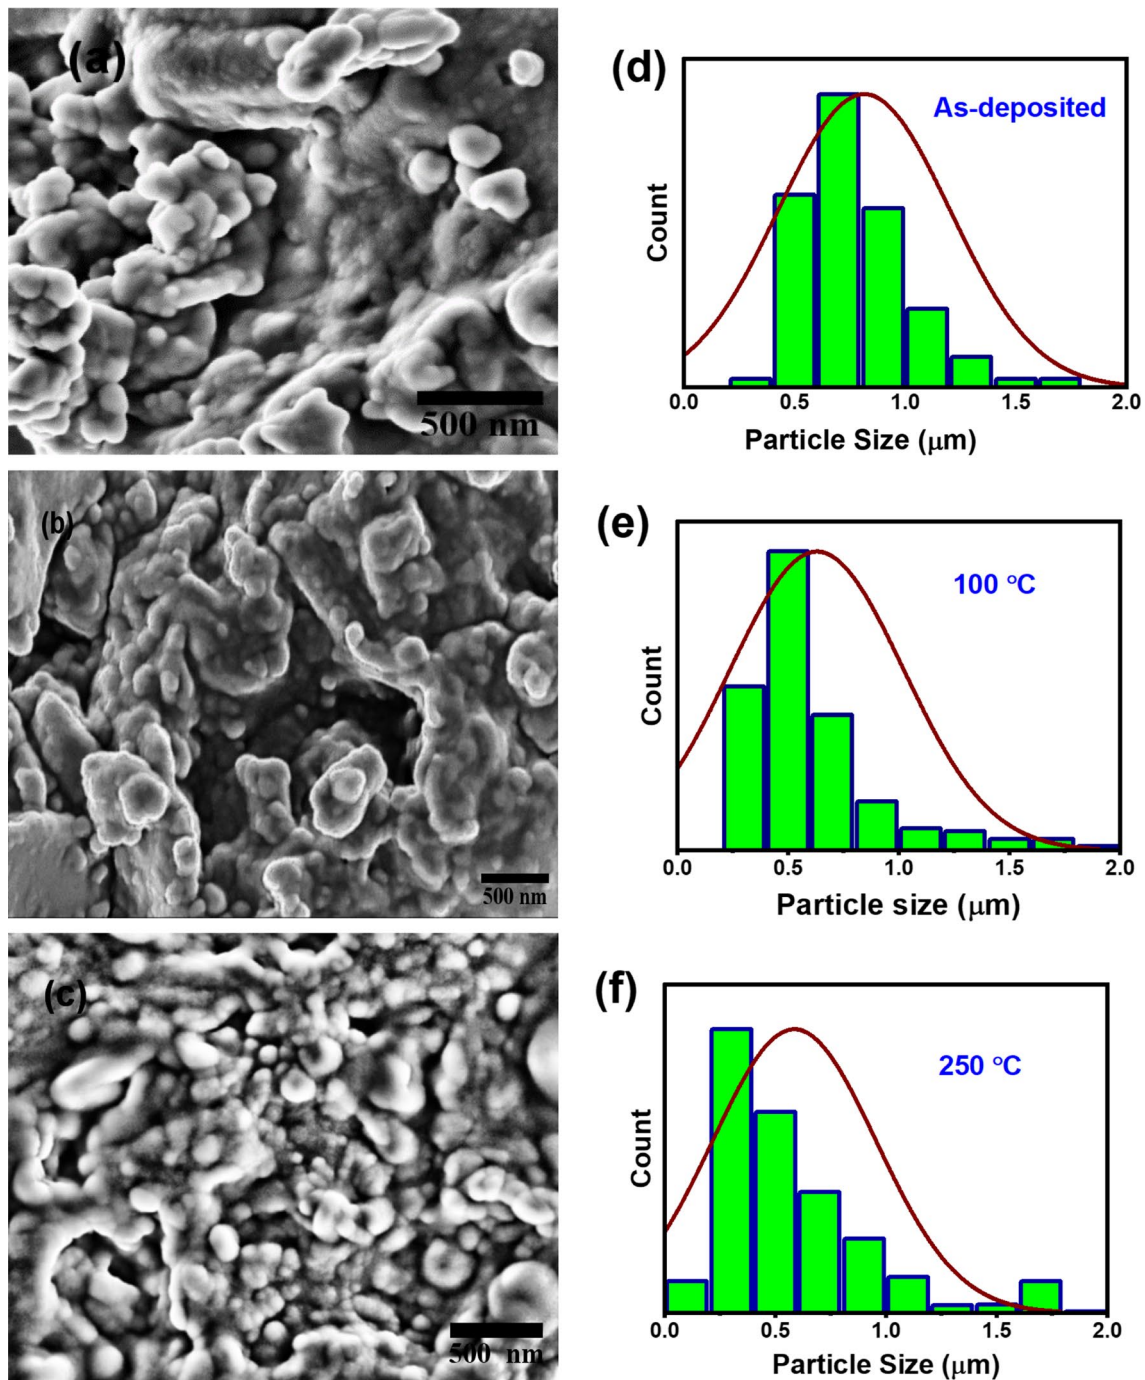 (a)
500 nm
(d)
As-deposited
Count
0.0 0.5 1.0 1.5 2.0
Particle Size (μm)
(b)
500 nm
(e)
100 °C
Count
0.0 0.5 1.0 1.5 2.0
Particle size (μm)
(c)
500 nm
(f)
250 °C
Count
0.0 0.5 1.0 1.5 2.0
Particle Size (μm)